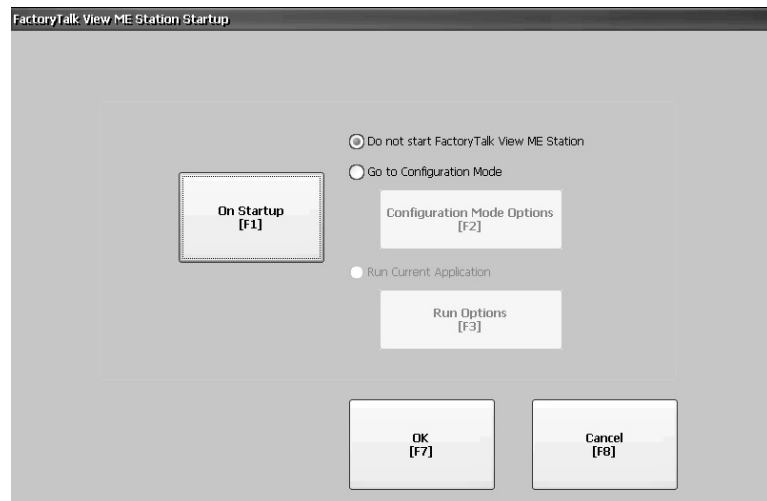 FactoryTalk View ME Station Startup
Do not start FactoryTalk View ME Station
Go to Configuration Mode
On Startup
[F1]
Configuration Mode Options
[F2]
Run Current Application
Run Options
[F3]
OK
[F7]
Cancel
[F8]